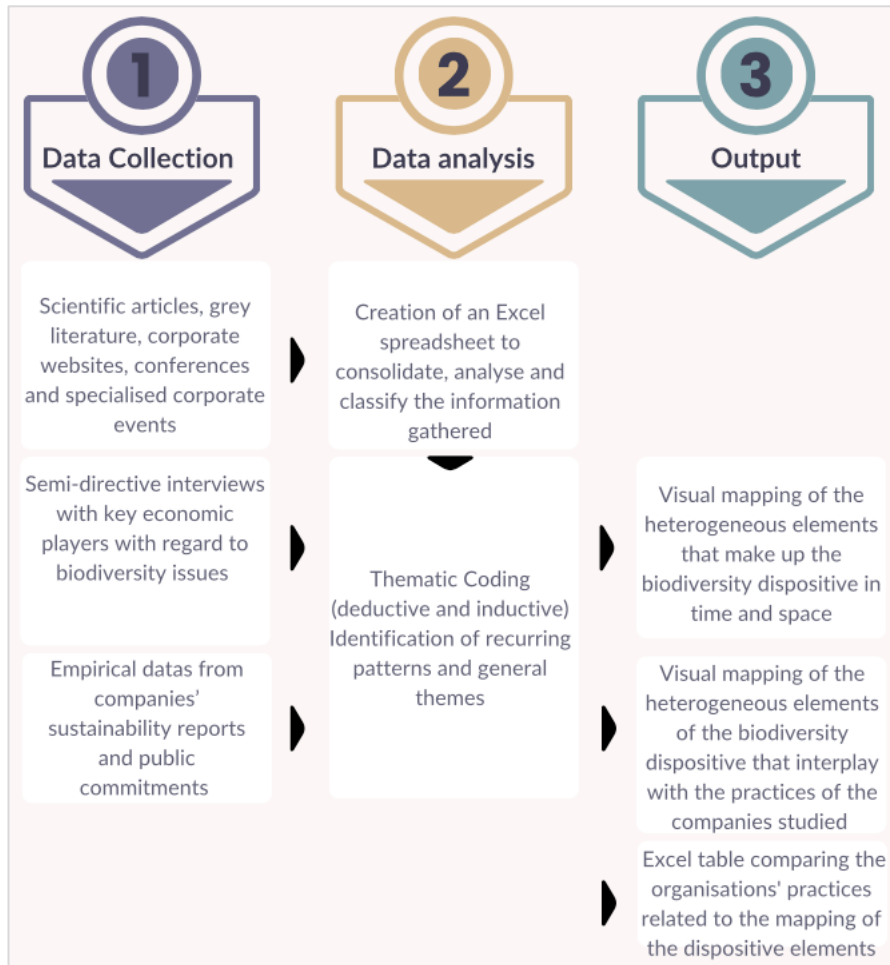 1
Data Collection
Scientific articles, grey
literature, corporate
websites, conferences
and specialised corporate
events
Semi-directive interviews
with key economic
players with regard to
biodiversity issues
Empirical datas from
companies’
sustainability reports
and public
commitments
2
Data analysis
Creation of an Excel
spreadsheet to
consolidate, analyse and
classify the information
gathered
Thematic Coding
(deductive and inductive)
Identification of recurring
patterns and general
themes
3
Output
Visual mapping of the
heterogeneous elements
that make up the
biodiversity dispositive in
time and space
Visual mapping of the
heterogeneous elements
of the biodiversity
dispositive that interplay
with the practices of the
companies studied
Excel table comparing the
organisations' practices
related to the mapping of
the dispositive elements